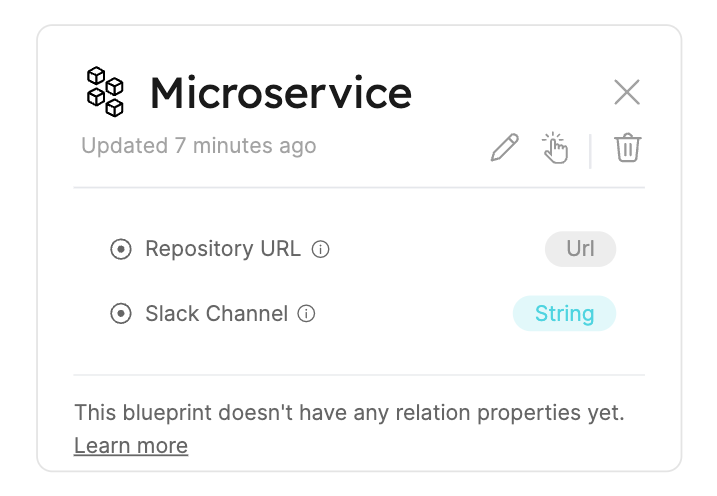 Microservice
Updated 7 minutes ago
Repository URL Url
Slack Channel String
This blueprint doesn't have any relation properties yet.
Learn more